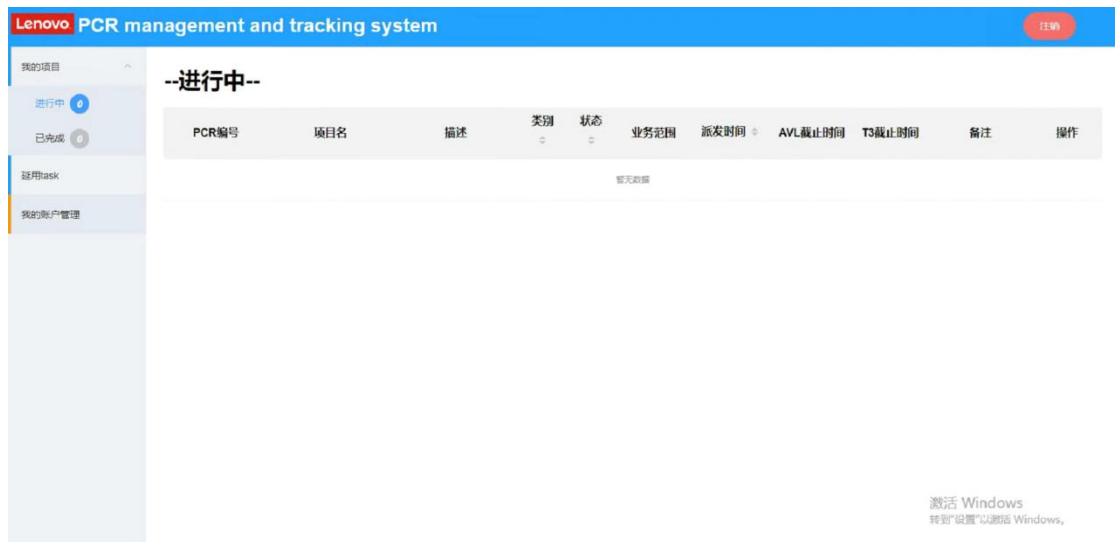 Lenovo PCR management and tracking system
注销
我的项目
进行中 0
已完成 0
延用task
我的账户管理
--进行中--
PCR编号 项目名 描述 类别 状态 业务范围 派发时间 AVL截止时间 T3截止时间 备注 操作
暂无数据
激活 Windows
转到"设置"以激活 Windows。